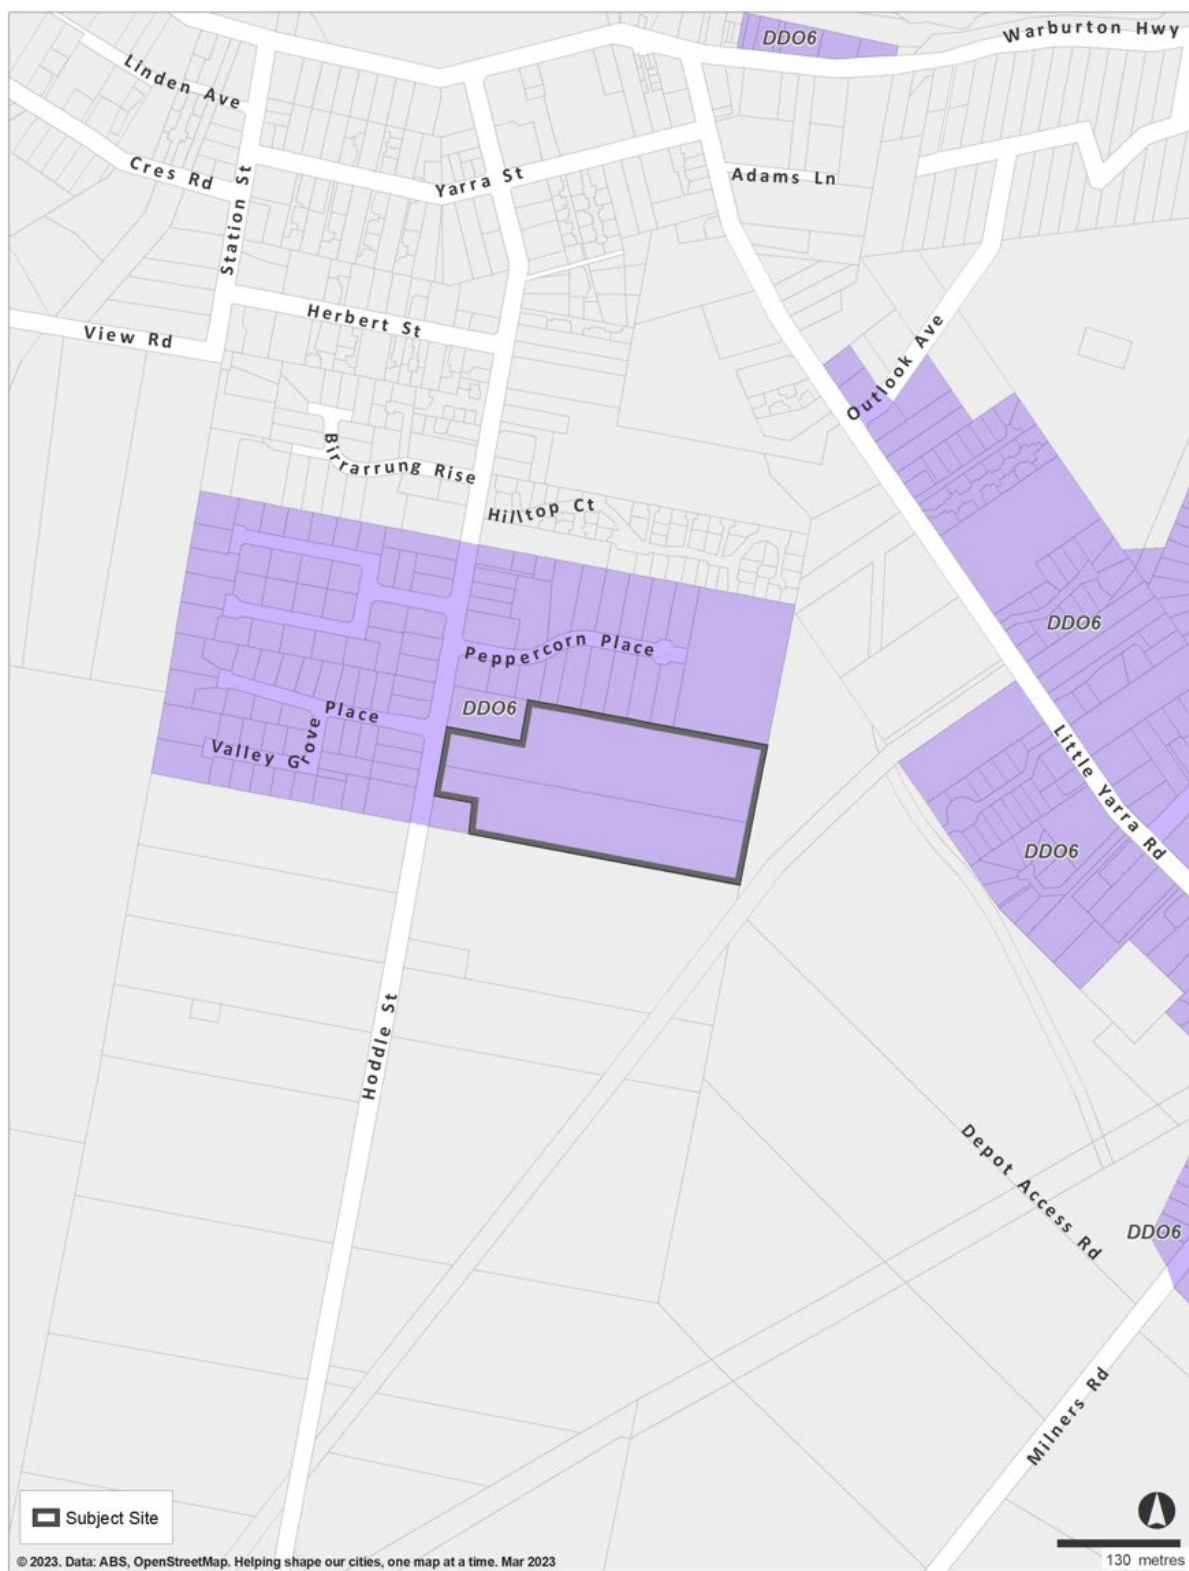 DDO6
Warburton Hwy
Linden Ave
Cres Rd
Station St
Yarra St
Adams Ln
Herbert St
View Rd
Outlook Ave
Birrarrung Rise
Hilltop Ct
DDO6
Peppercorn Place
DDO6
Place
Valley Grove
Little Yarra Rd
DDO6
Hoddle St
Depot Access Rd
DDO6
Milners Rd
Subject Site
© 2023. Data: ABS, OpenStreetMap. Helping shape our cities, one map at a time. Mar 2023
130 metres